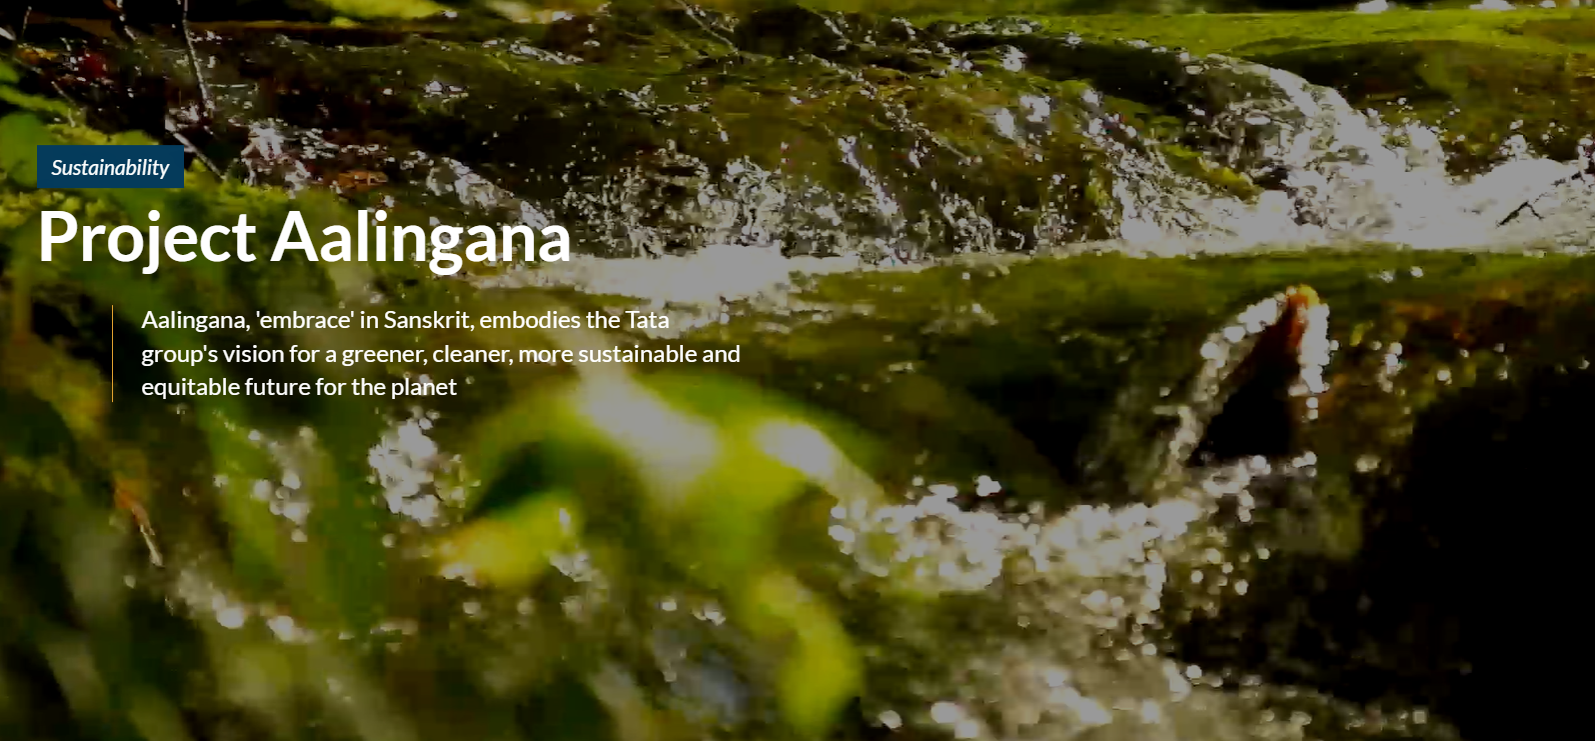 Sustainability
Project Aalingana
Aalingana, 'embrace' in Sanskrit, embodies the Tata
group's vision for a greener, cleaner, more sustainable and
equitable future for the planet